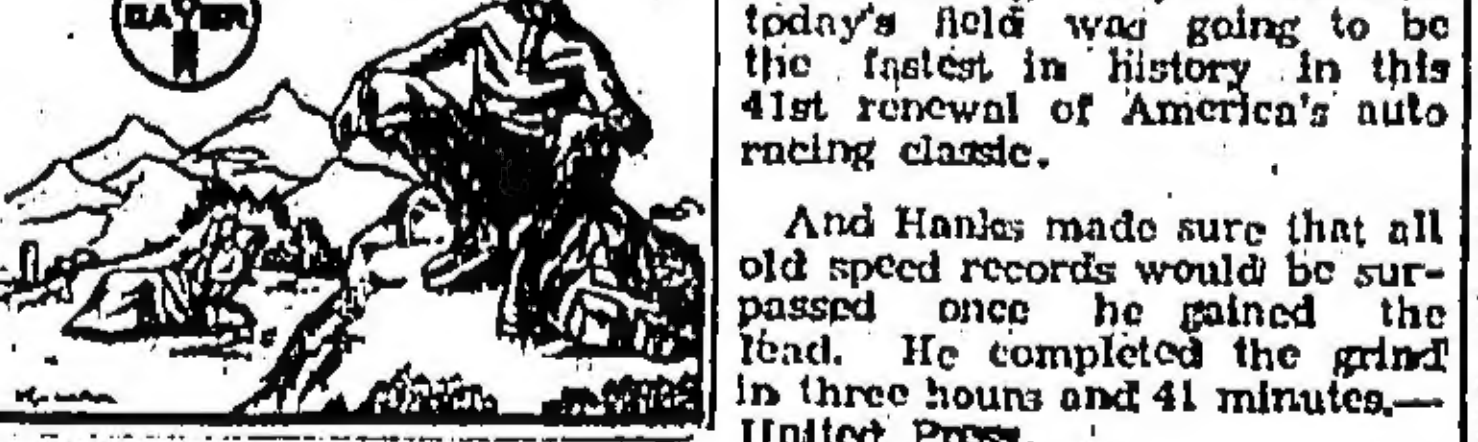 BAYER
today's field was going to be
the fastest in history in this
41st renewal of America's auto
racing classic.
And Hanks made sure that all
old speed records would be sur-
passed once he gained the
lead. He completed the grind
in three hours and 41 minutes.—
United Press.